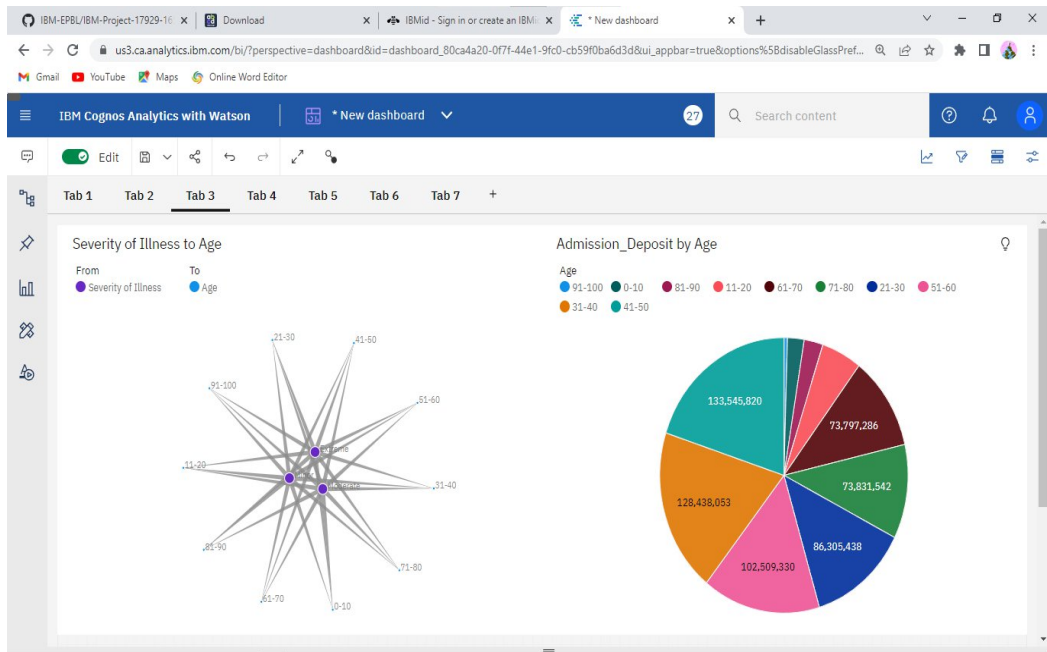 IBM-EPBL/IBM-Project-17929-16
Download
IBMid - Sign in or create an IBMi
* New dashboard
us3.ca.analytics.ibm.com/bi/?perspective=dashboard&id=dashboard_80ca4a20-0f7f-44e1-9fc0-cb59f0ba6d3d&ui_appbar=true&options%5BdisableGlassPref...
Gmail
YouTube
Maps
Online Word Editor
IBM Cognos Analytics with Watson
* New dashboard
27
Search content
Edit
Tab 1
Tab 2
Tab 3
Tab 4
Tab 5
Tab 6
Tab 7
+
Severity of Illness to Age
From
To
Severity of Illness
Age
21-30
41-50
91-100
51-60
Extreme
11-20
31-40
81-90
71-80
61-70
0-10
Admission_Deposit by Age
Age
91-100
0-10
81-90
11-20
61-70
71-80
21-30
51-60
31-40
41-50
133,545,820
73,797,286
73,831,542
128,438,053
86,305,438
102,509,330